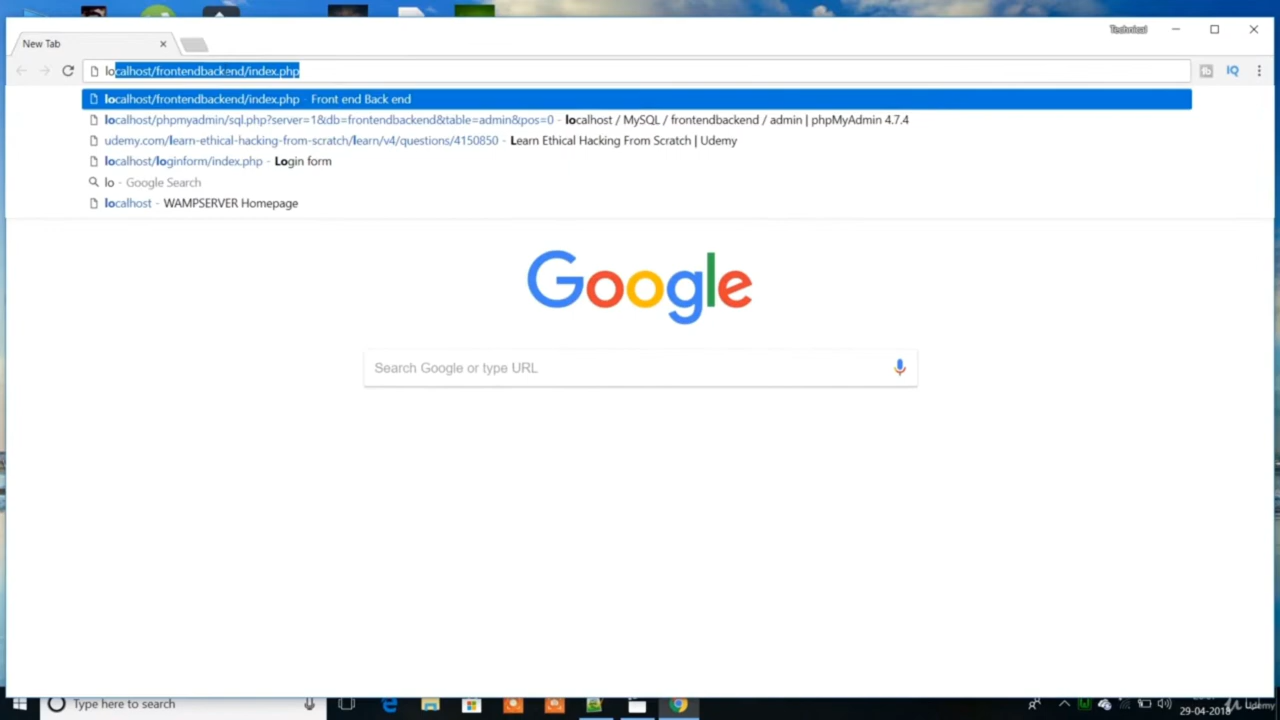 Technical
New Tab
localhost/frontendbackend/index.php
localhost/frontendbackend/index.php - Front end Back end
localhost/phpmyadmin/sql.php?server=1&db=frontendbackend&table=admin&pos=0 - localhost / MySQL / frontendbackend / admin | phpMyAdmin 4.7.4
udemy.com/learn-ethical-hacking-from-scratch/learn/v4/questions/4150850 - Learn Ethical Hacking From Scratch | Udemy
localhost/loginform/index.php - Login form
lo - Google Search
localhost - WAMPSERVER Homepage
Google
Search Google or type URL
Type here to search
29-04-2018
Udemy
IQ